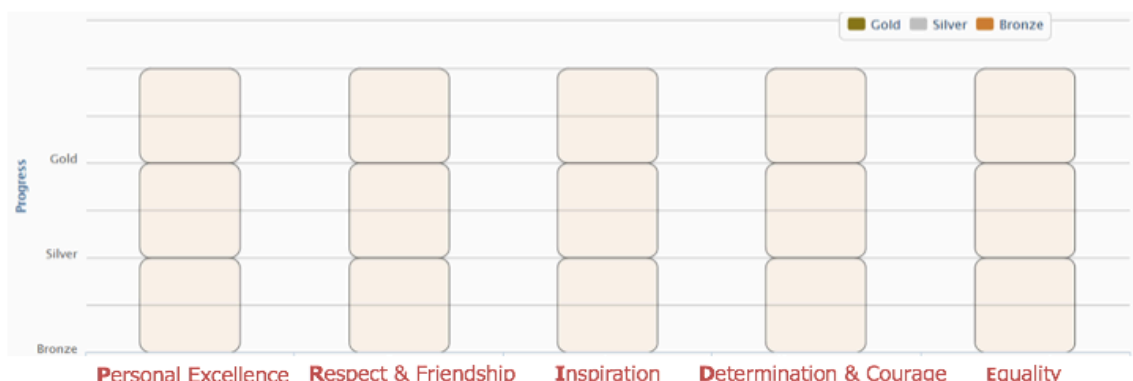 Gold Silver Bronze
Progress
Gold
Silver
Bronze
Personal Excellence Respect & Friendship Inspiration Determination & Courage Equality